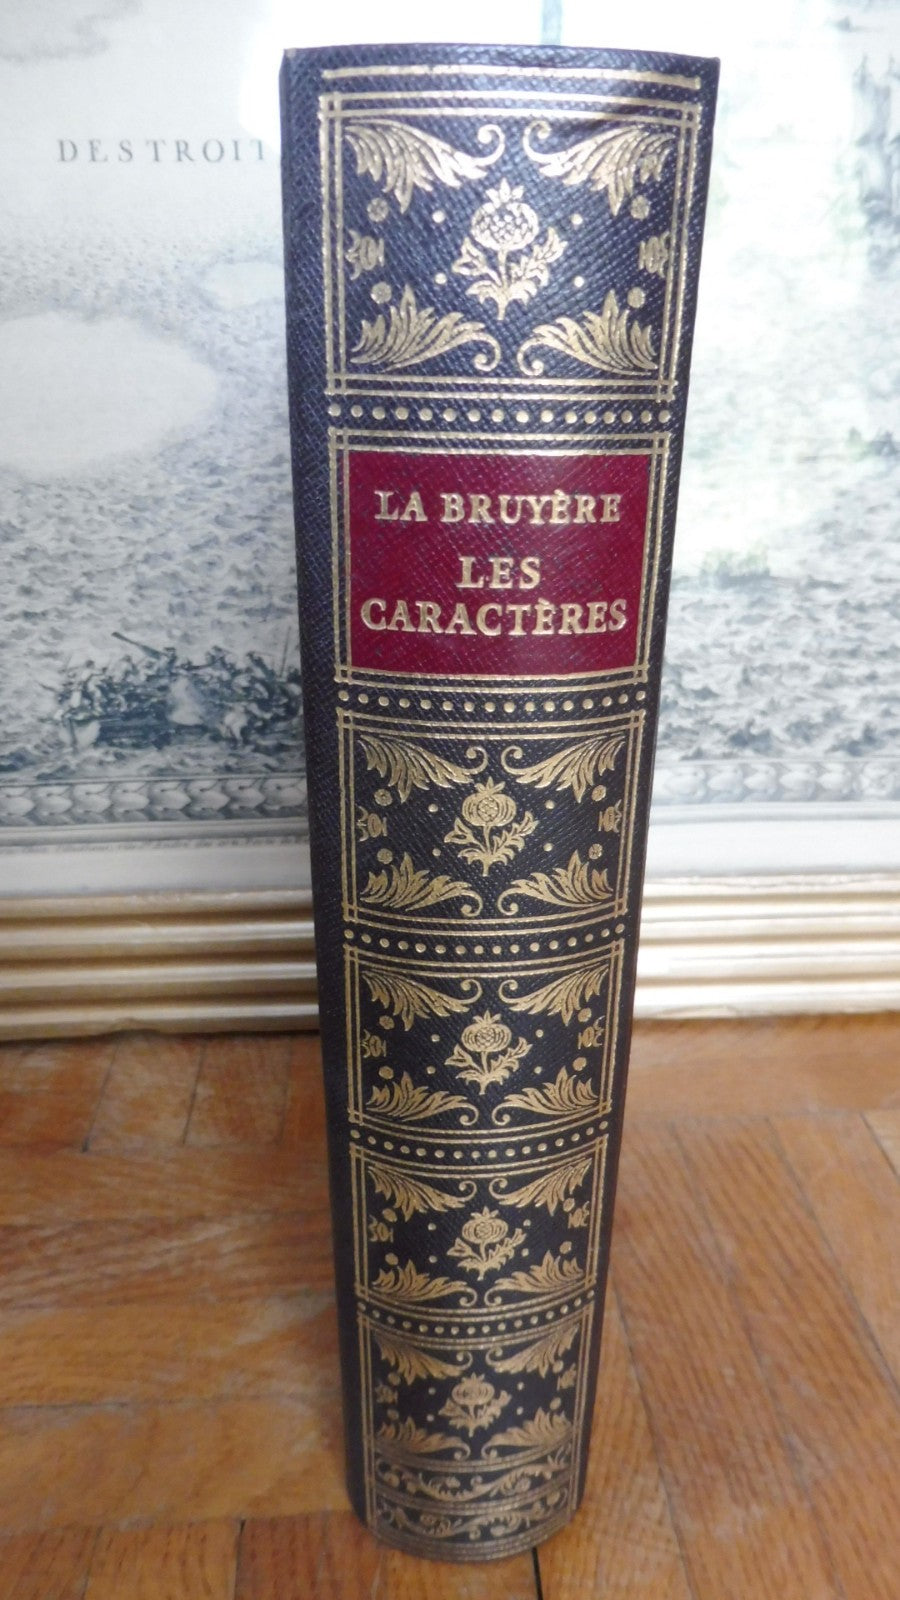 DESTROIT
LA BRUYÈRE
LES
CARACTÈRES